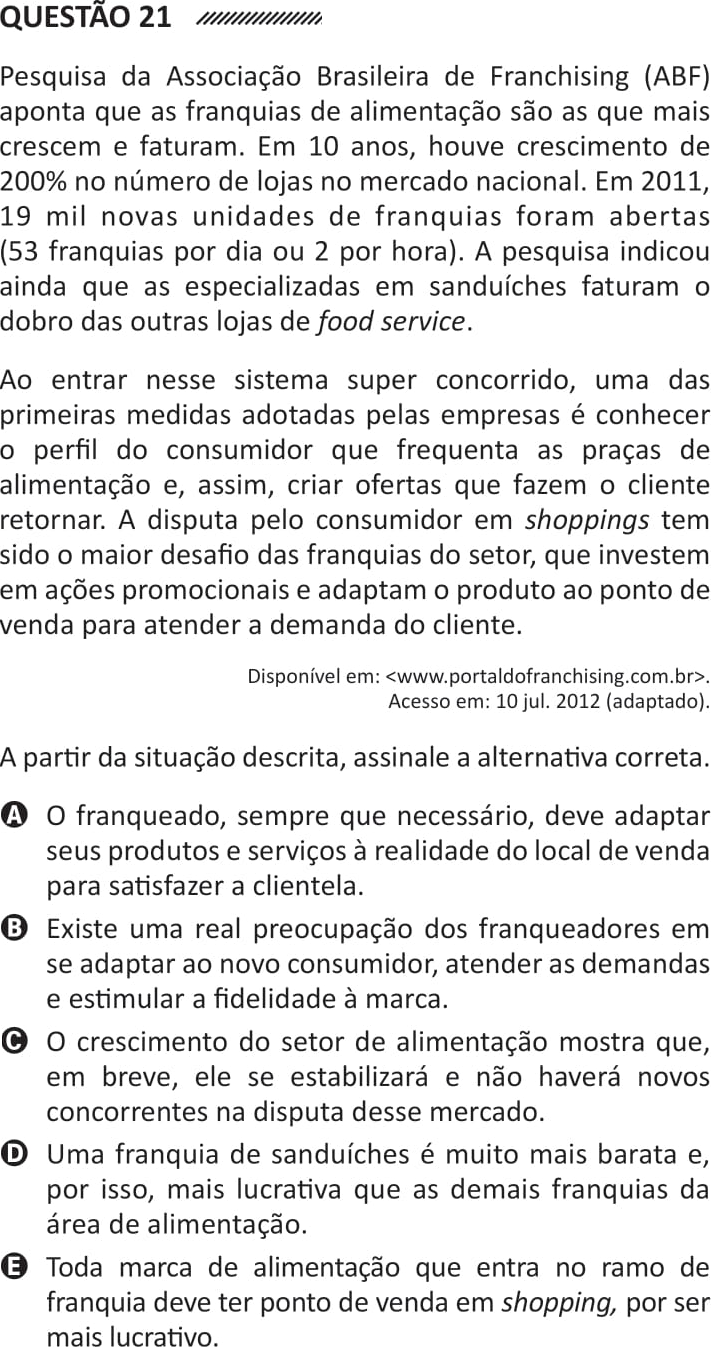 QUESTÃO 21
Pesquisa da Associação Brasileira de Franchising (ABF)
aponta que as franquias de alimentação são as que mais
crescem e faturam. Em 10 anos, houve crescimento de
200% no número de lojas no mercado nacional. Em 2011,
19 mil novas unidades de franquias foram abertas
(53 franquias por dia ou 2 por hora). A pesquisa indicou
ainda que as especializadas em sanduíches faturam o
dobro das outras lojas de food service.
Ao entrar nesse sistema super concorrido, uma das
primeiras medidas adotadas pelas empresas é conhecer
o perfil do consumidor que frequenta as praças de
alimentação e, assim, criar ofertas que fazem o cliente
retornar. A disputa pelo consumidor em shoppings tem
sido o maior desafio das franquias do setor, que investem
em ações promocionais e adaptam o produto ao ponto de
venda para atender a demanda do cliente.
Disponível em: <www.portaldofranchising.com.br>.
Acesso em: 10 jul. 2012 (adaptado).
A partir da situação descrita, assinale a alternativa correta.
A O franqueado, sempre que necessário, deve adaptar
seus produtos e serviços à realidade do local de venda
para satisfazer a clientela.
B Existe uma real preocupação dos franqueadores em
se adaptar ao novo consumidor, atender as demandas
e estimular a fidelidade à marca.
C O crescimento do setor de alimentação mostra que,
em breve, ele se estabilizará e não haverá novos
concorrentes na disputa desse mercado.
D Uma franquia de sanduíches é muito mais barata e,
por isso, mais lucrativa que as demais franquias da
área de alimentação.
E Toda marca de alimentação que entra no ramo de
franquia deve ter ponto de venda em shopping, por ser
mais lucrativo.